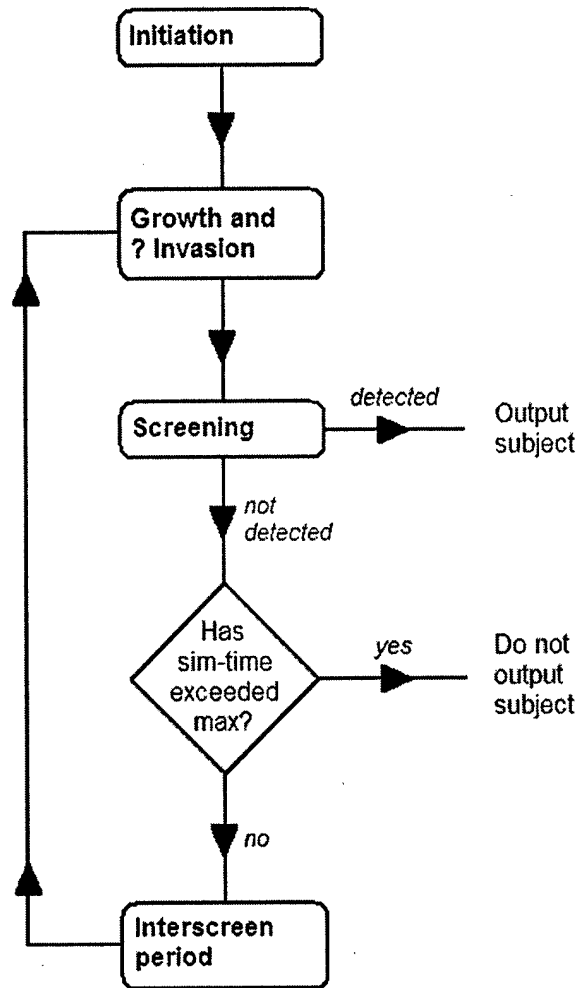 Initiation
Growth and
? Invasion
Screening
detected
Output
subject
not
detected
Has
sim-time
exceeded
max?
yes
Do not
output
subject
no
Interscreen
period